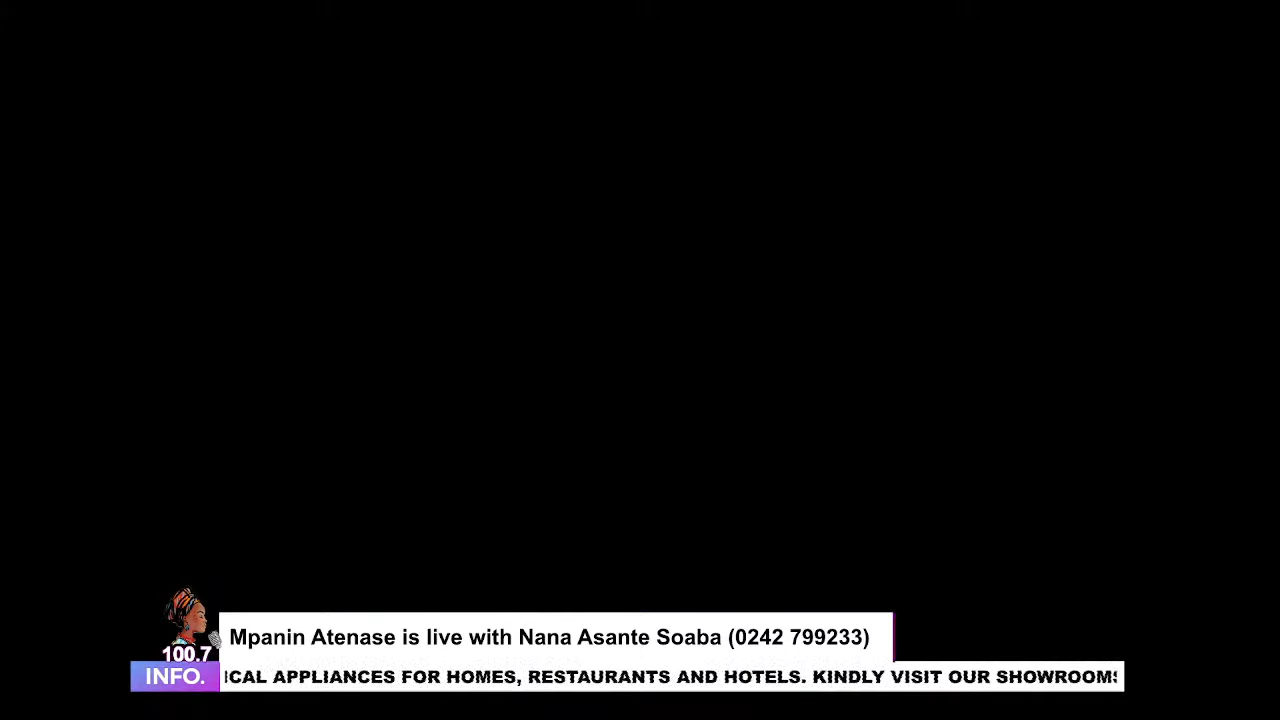 Mpanin Atenase is live with Nana Asante Soaba (0242 799233)
100.7
INFO.
ICAL APPLIANCES FOR HOMES, RESTAURANTS AND HOTELS. KINDLY VISIT OUR SHOWROOMS